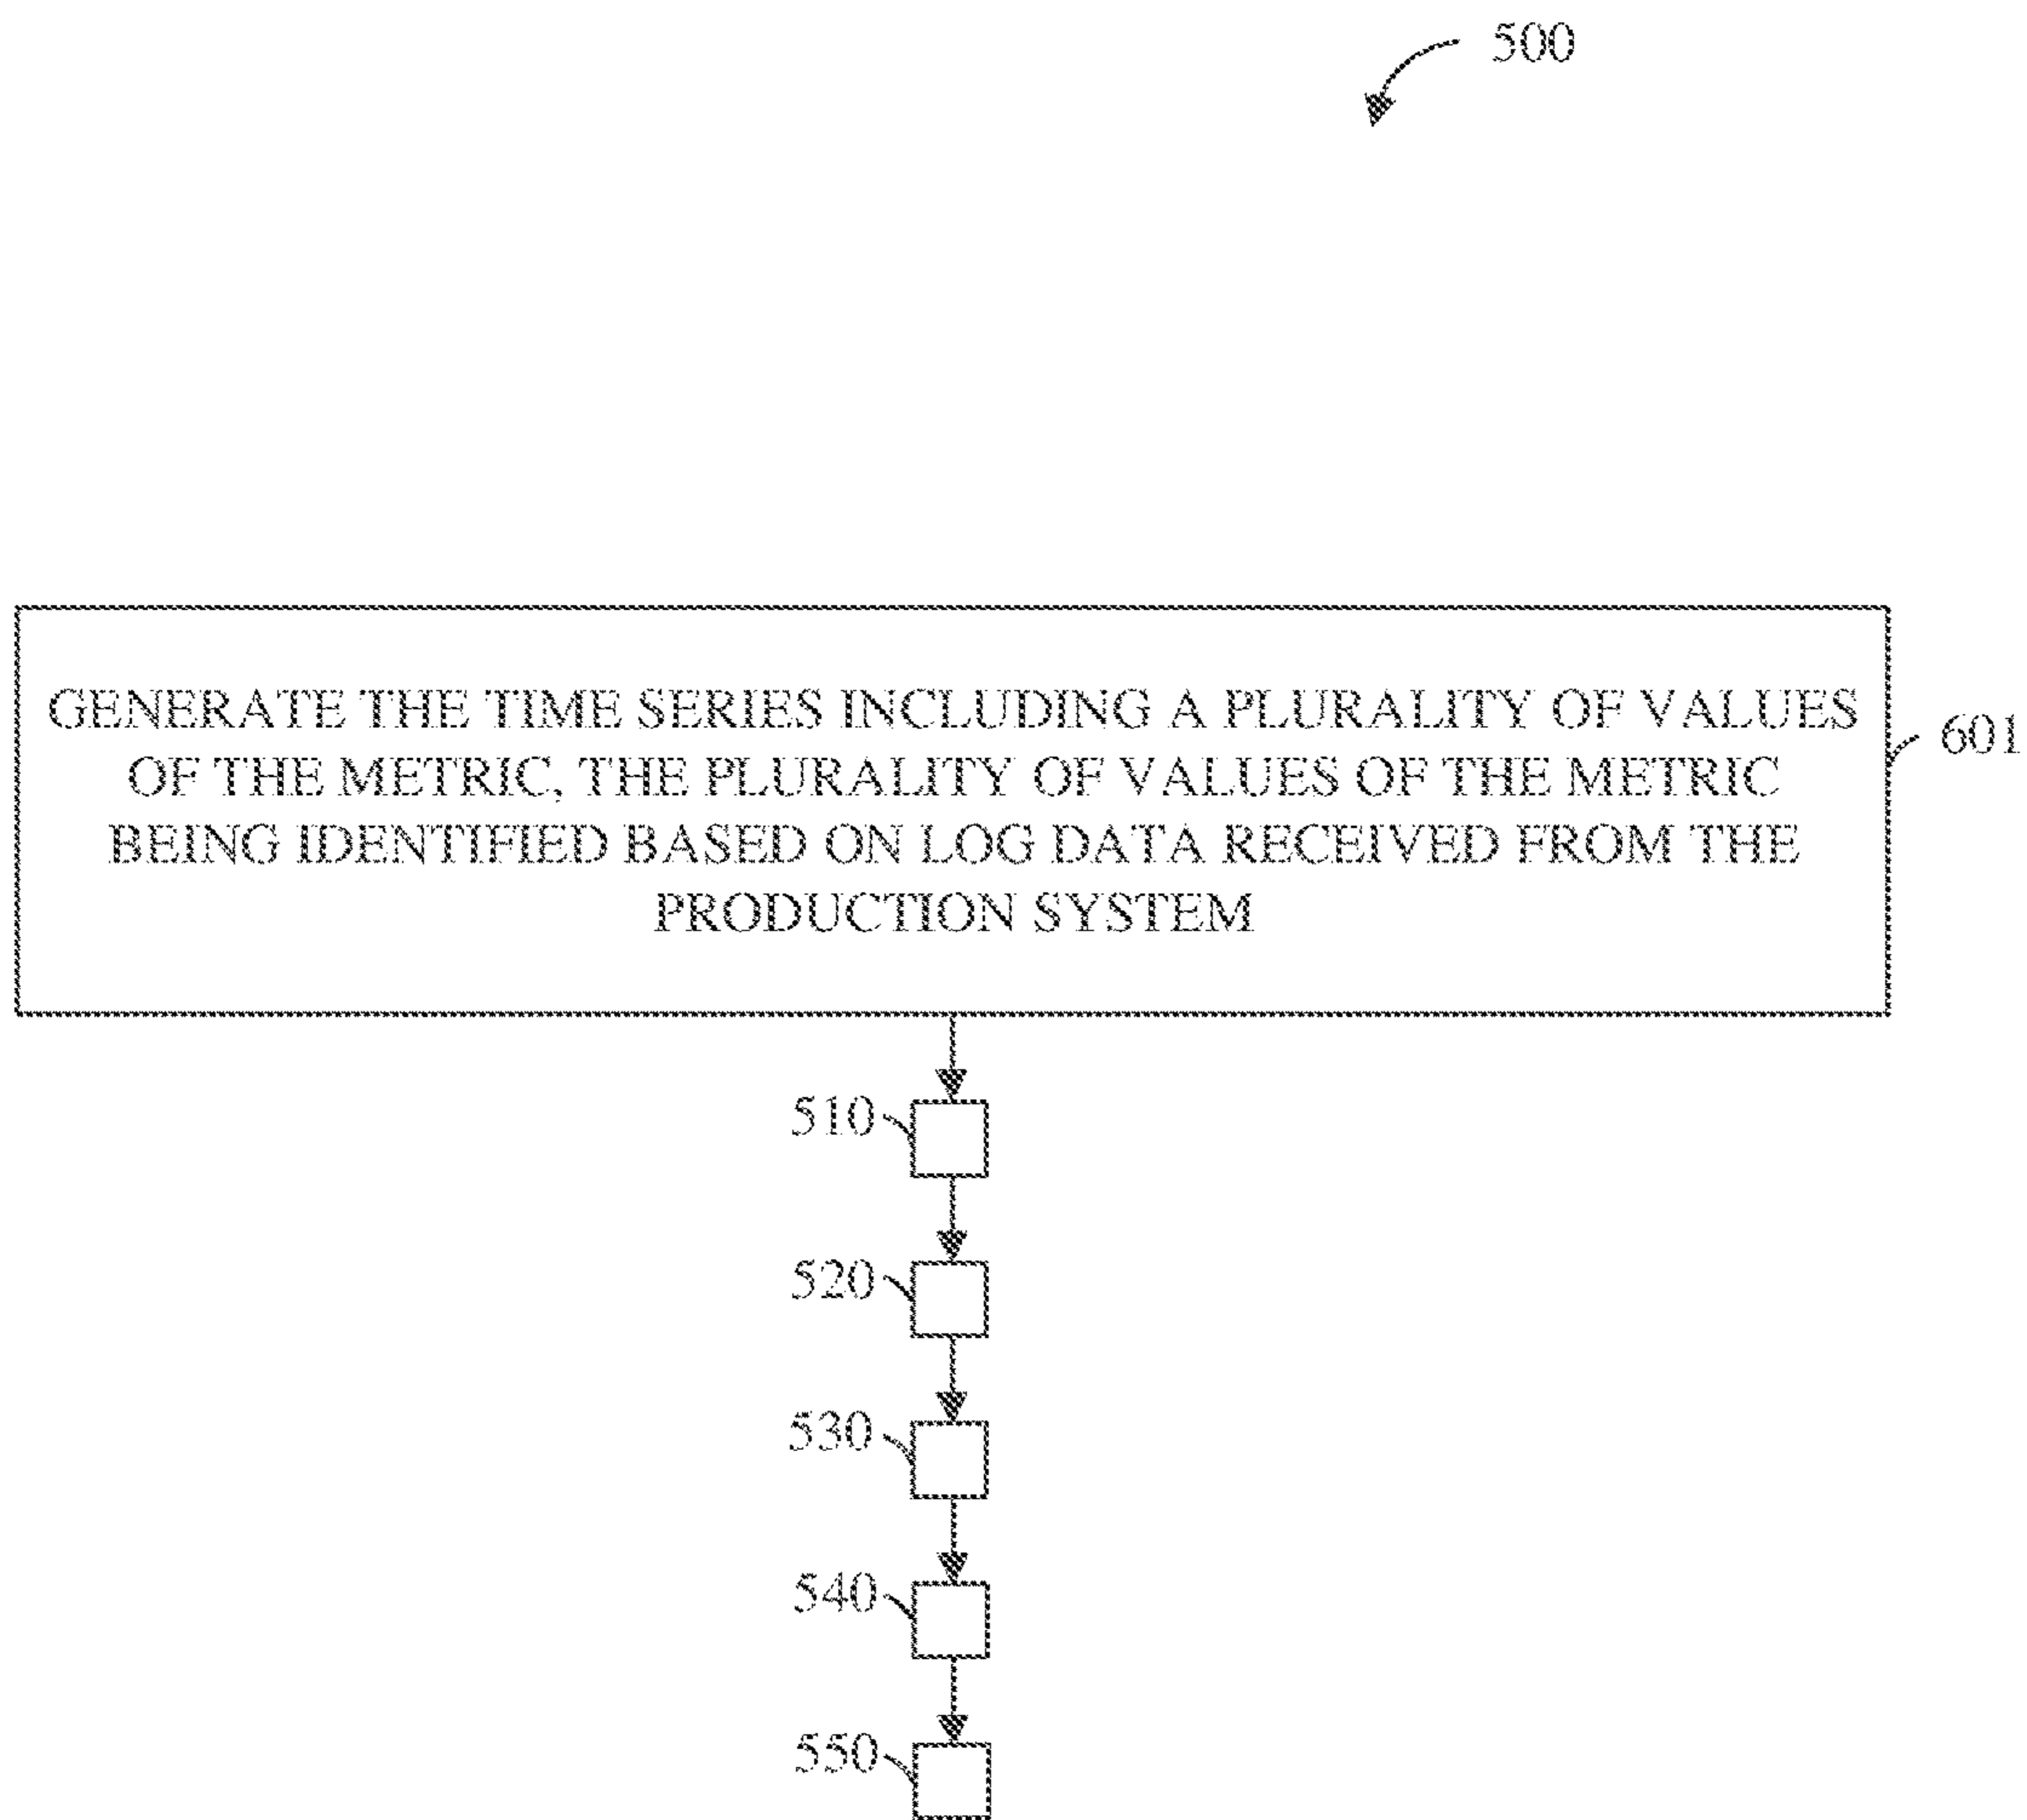 500
GENERATE THE TIME SERIES INCLUDING A PLURALITY OF VALUES
OF THE METRIC, THE PLURALITY OF VALUES OF THE METRIC
BEING IDENTIFIED BASED ON LOG DATA RECEIVED FROM THE
PRODUCTION SYSTEM
601
510
520
530
540
550